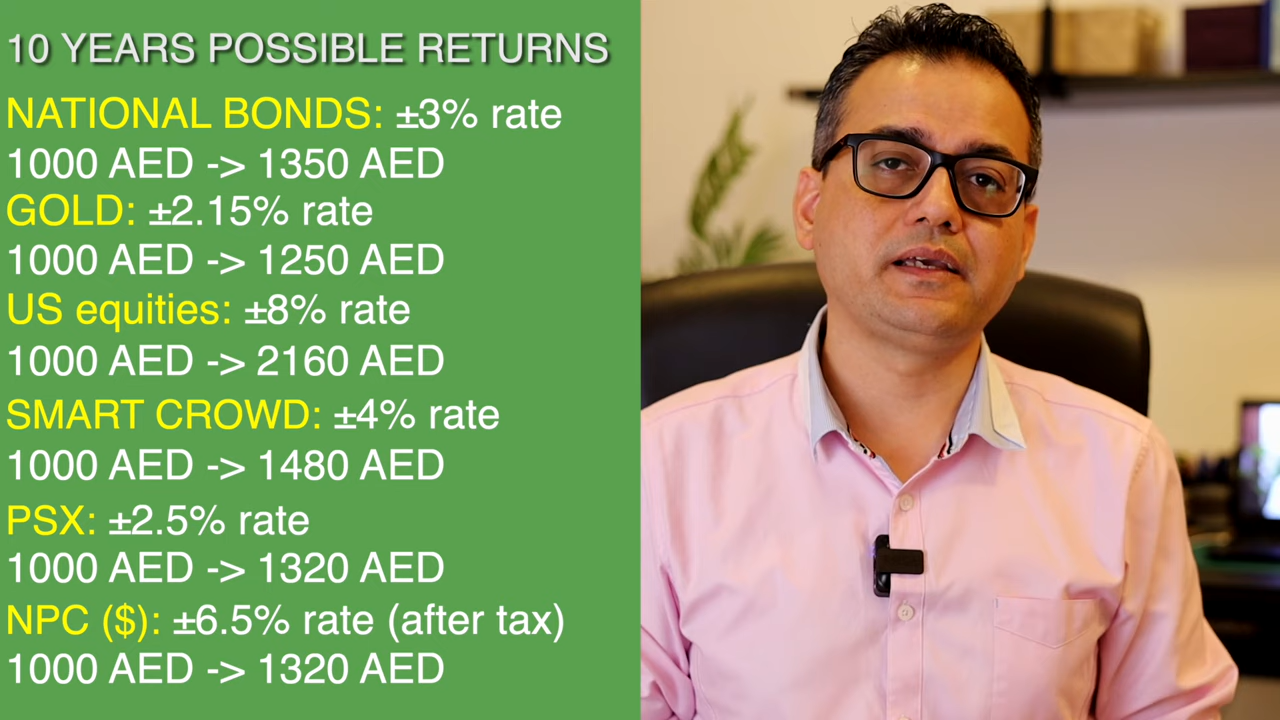 10 YEARS POSSIBLE RETURNS
NATIONAL BONDS: ±3% rate
1000 AED -> 1350 AED
GOLD: ±2.15% rate
1000 AED -> 1250 AED
US equities: ±8% rate
1000 AED -> 2160 AED
SMART CROWD: ±4% rate
1000 AED -> 1480 AED
PSX: ±2.5% rate
1000 AED -> 1320 AED
NPC ($): ±6.5% rate (after tax)
1000 AED -> 1320 AED